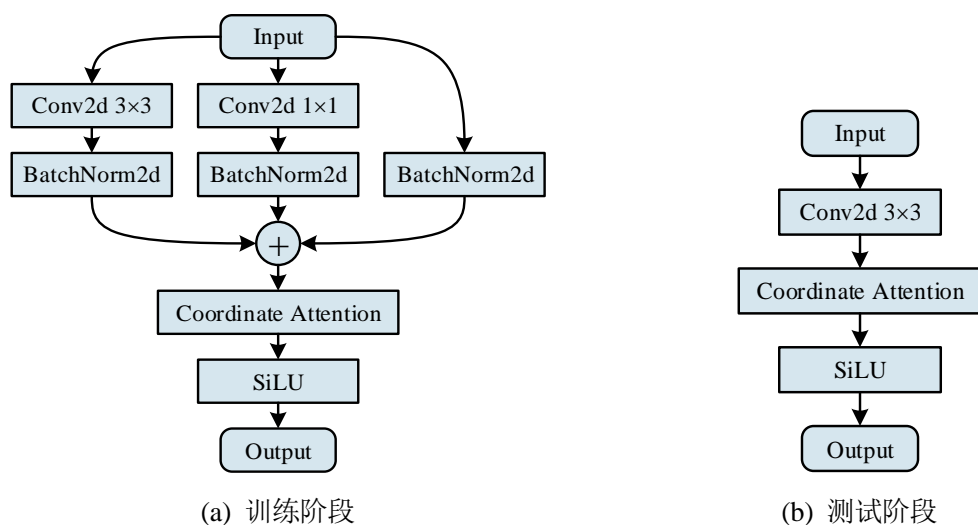 Input
Conv2d 3×3
Conv2d 1×1
BatchNorm2d
BatchNorm2d
BatchNorm2d
+
Coordinate Attention
SiLU
Output
(a) 训练阶段
Input
Conv2d 3×3
Coordinate Attention
SiLU
Output
(b) 测试阶段